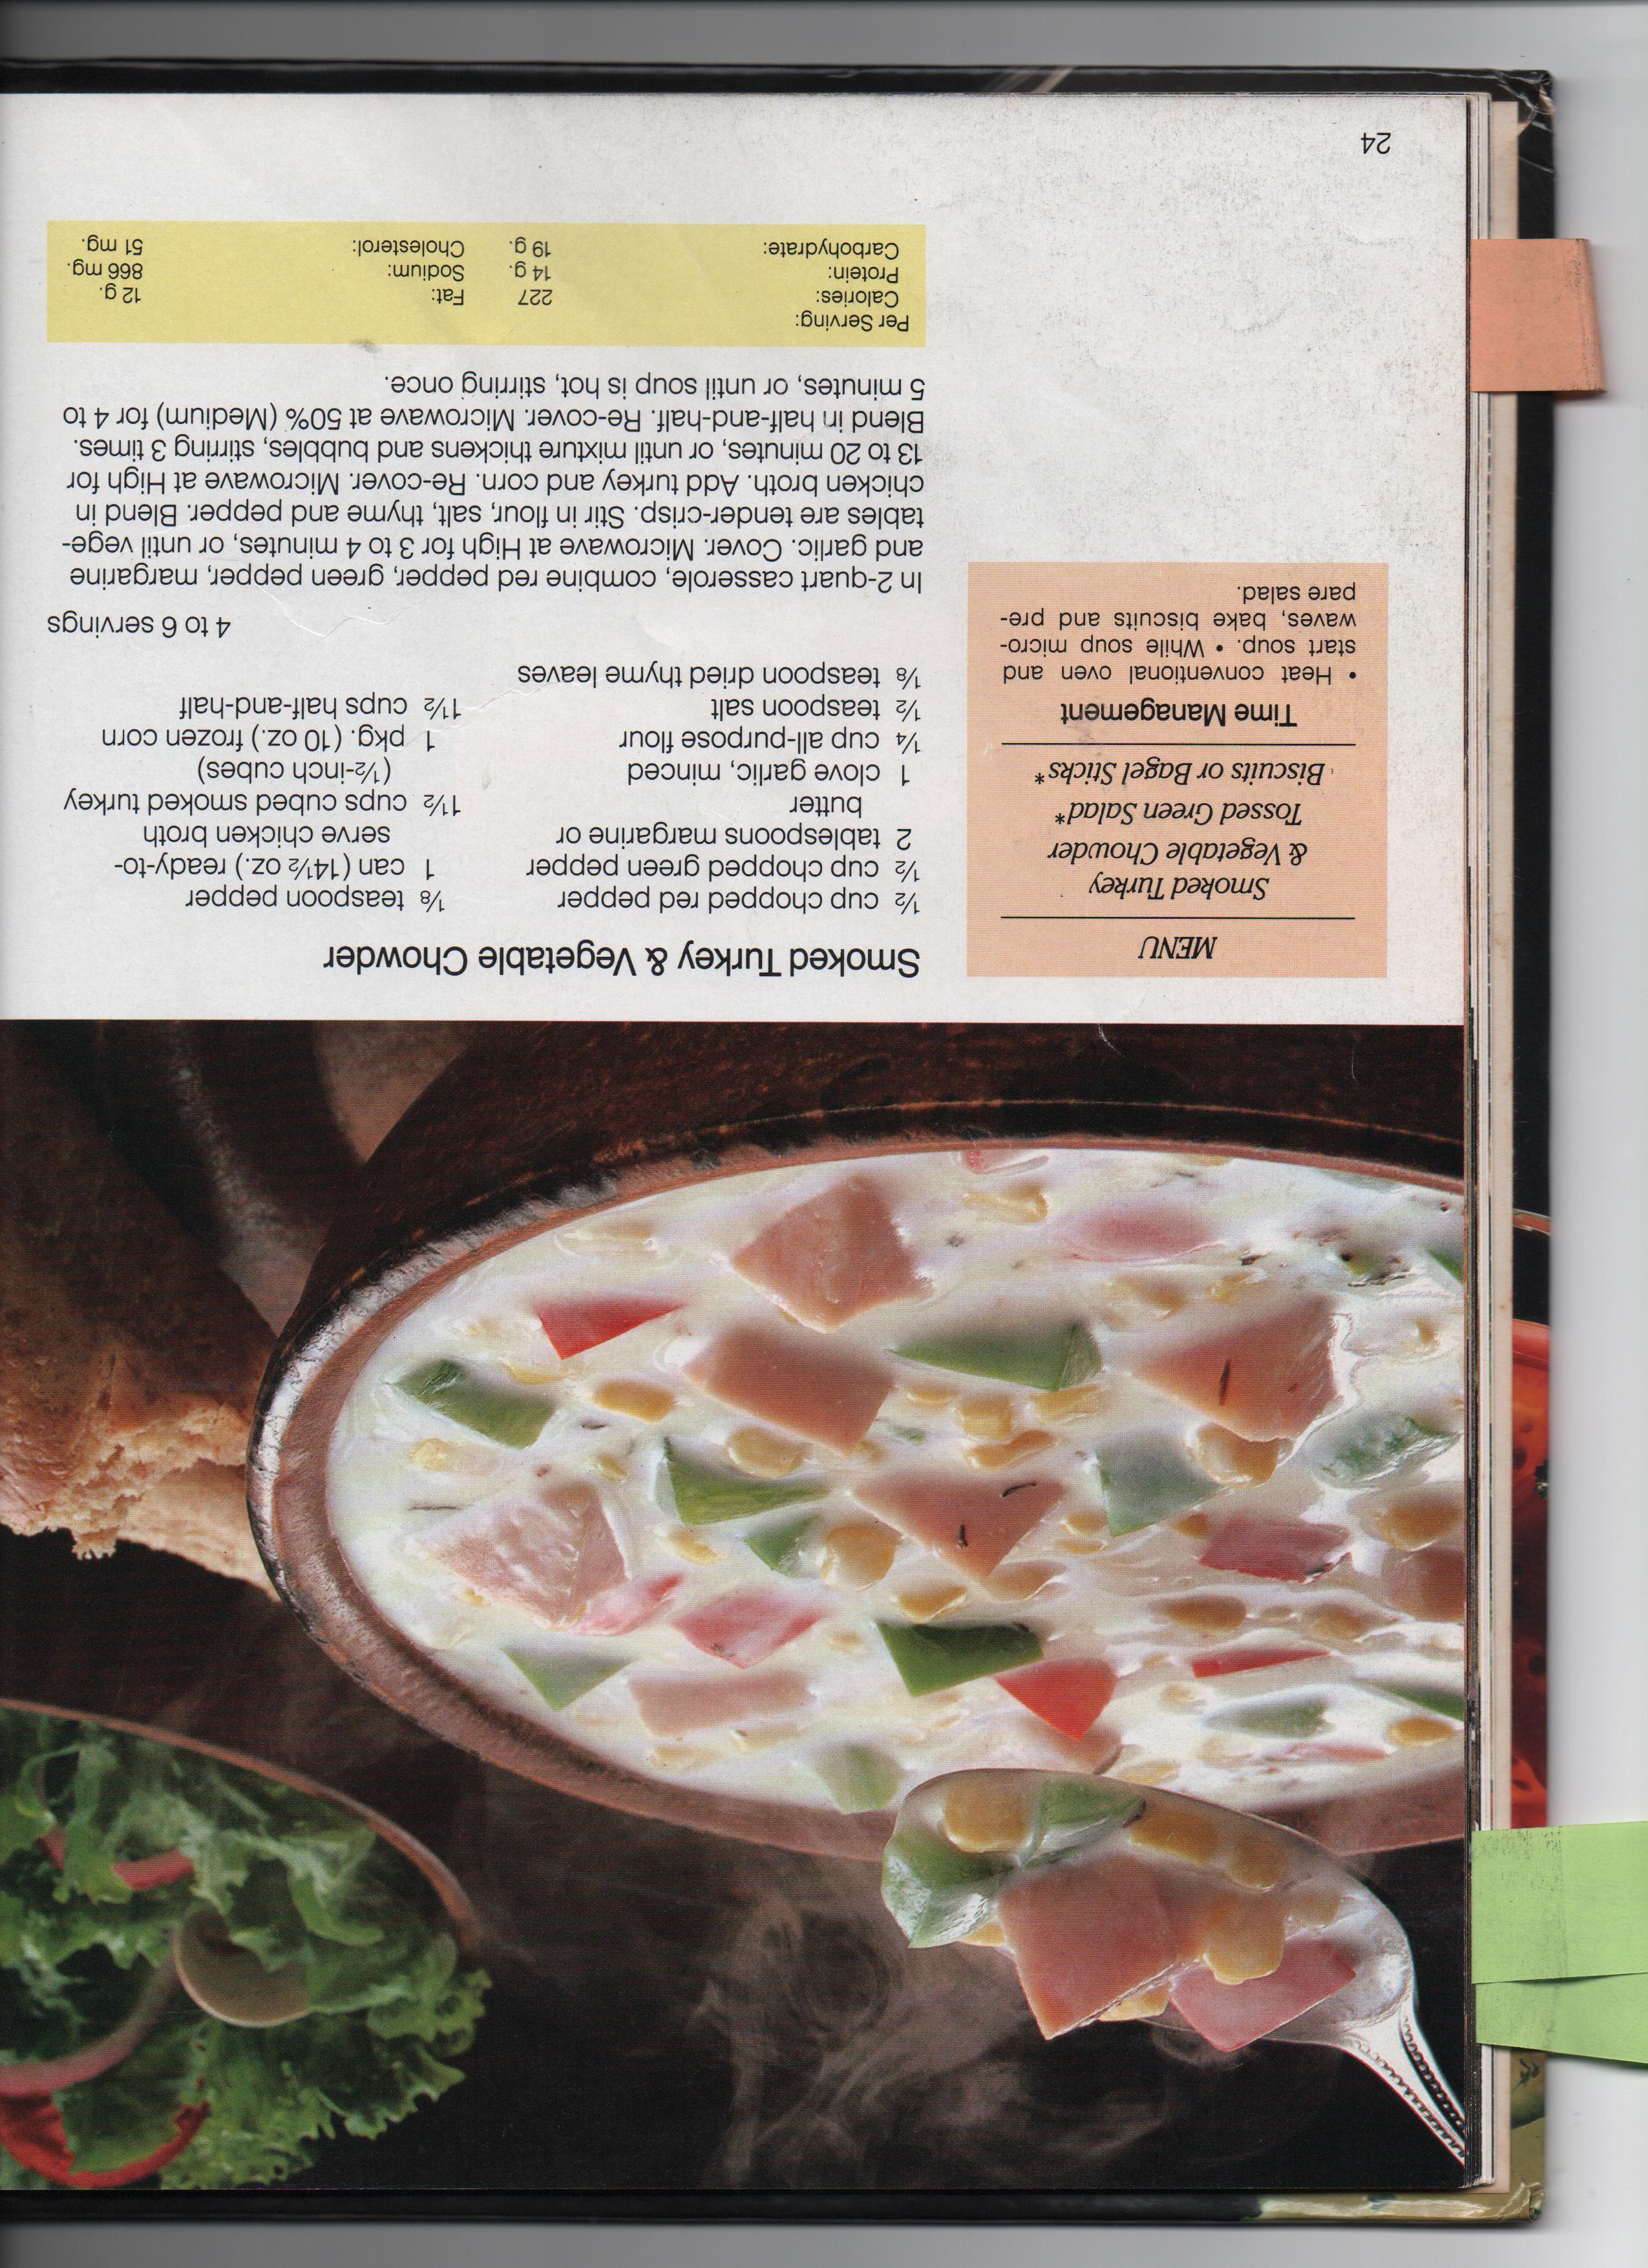 MENU
Smoked Turkey
& Vegetable Chowder
Tossed Green Salad*
Biscuits or Bagel Sticks*
Time Management
• Heat conventional oven and
start soup. • While soup micro-
waves, bake biscuits and pre-
pare salad.
Smoked Turkey & Vegetable Chowder
½ cup chopped red pepper
½ cup chopped green pepper
2 tablespoons margarine or
butter
1 clove garlic, minced
¼ cup all-purpose flour
½ teaspoon salt
⅛ teaspoon dried thyme leaves
⅛ teaspoon pepper
1 can (14½ oz.) ready-to-
serve chicken broth
1½ cups cubed smoked turkey
(½-inch cubes)
1 pkg. (10 oz.) frozen corn
1½ cups half-and-half
4 to 6 servings
In 2-quart casserole, combine red pepper, green pepper, margarine
and garlic. Cover. Microwave at High for 3 to 4 minutes, or until vege-
tables are tender-crisp. Stir in flour, salt, thyme and pepper. Blend in
chicken broth. Add turkey and corn. Re-cover. Microwave at High for
13 to 20 minutes, or until mixture thickens and bubbles, stirring 3 times.
Blend in half-and-half. Re-cover. Microwave at 50% (Medium) for 4 to
5 minutes, or until soup is hot, stirring once.
Per Serving:
Calories: 227 Fat: 12 g.
Protein: 14 g. Sodium: 866 mg.
Carbohydrate: 19 g. Cholesterol: 51 mg.
24